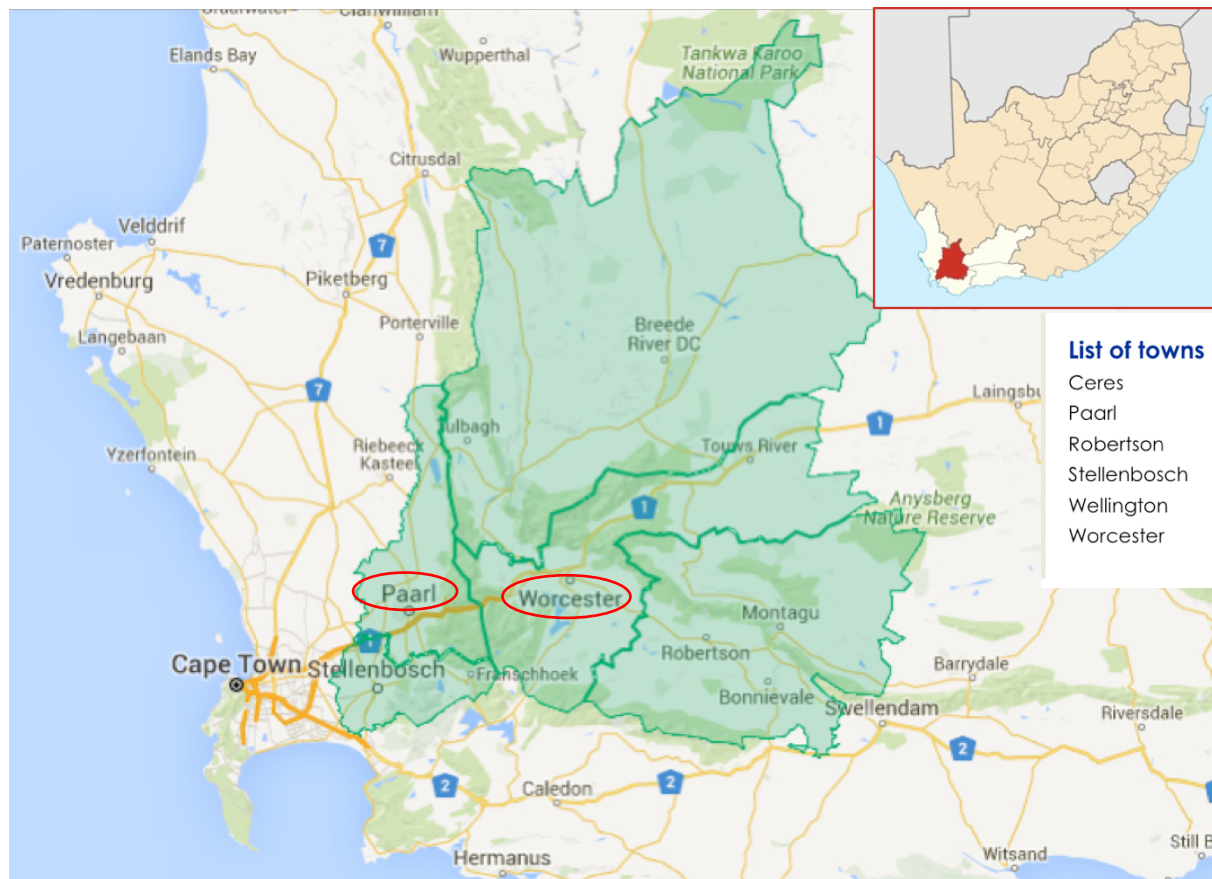 Clanwilliam
Elands Bay
Wupperthal
Tankwa Karoo
National Park
Citrusdal
Velddrif
Paternoster
7
Vredenburg
Piketberg
Porterville
Breede
River DC
Langebaan
7
Laingsbu
1
Tulbagh
Riebeeck
Kasteel
Touws River
Yzerfontein
1
Anysberg
Nature Reserve
Paarl
Worcester
Montagu
1
Robertson
Cape Town
Stellenbosch
Franschhoek
Barrydale
Bonnievale
Swellendam
Riversdale
2
2
2
Caledon
Hermanus
Witsand
Still B
List of towns
Ceres
Paarl
Robertson
Stellenbosch
Wellington
Worcester